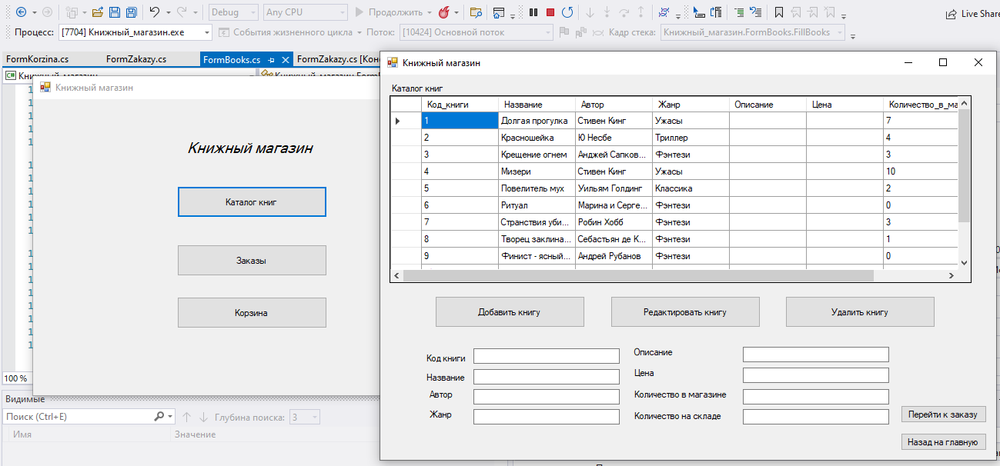 Debug Any CPU Продолжить Live Share
Процесс: [7704] Книжный_магазин.exe События жизненного цикла Поток: [10424] Основной поток Кадр стека: Книжный_магазин.FormBooks.FillBooks
FormKorzina.cs FormZakazy.cs FormBooks.cs FormZakazy.cs [Кон
C# Книжный_магазин Книжный_магазин.Form
Книжный магазин
Книжный магазин
Каталог книг
Заказы
Корзина
100 %
Видимые
Поиск (Ctrl+E) Глубина поиска: 3
Имя Значение
Книжный магазин
Каталог книг
Код_книги Название Автор Жанр Описание Цена Количество_в_ма
1 Долгая прогулка Стивен Кинг Ужасы 7
2 Красношейка Ю Несбе Триллер 4
3 Крещение огнем Анджей Сапков... Фэнтези 3
4 Мизери Стивен Кинг Ужасы 10
5 Повелитель мух Уильям Голдинг Классика 2
6 Ритуал Марина и Серге... Фэнтези 0
7 Странствия уби... Робин Хобб Фэнтези 3
8 Творец заклина... Себастьян де К... Фэнтези 1
9 Финист - ясный... Андрей Рубанов Фэнтези 0
Добавить книгу Редактировать книгу Удалить книгу
Код книги
Название
Автор
Жанр
Описание
Цена
Количество в магазине
Количество на складе
Перейти к заказу
Назад на главную